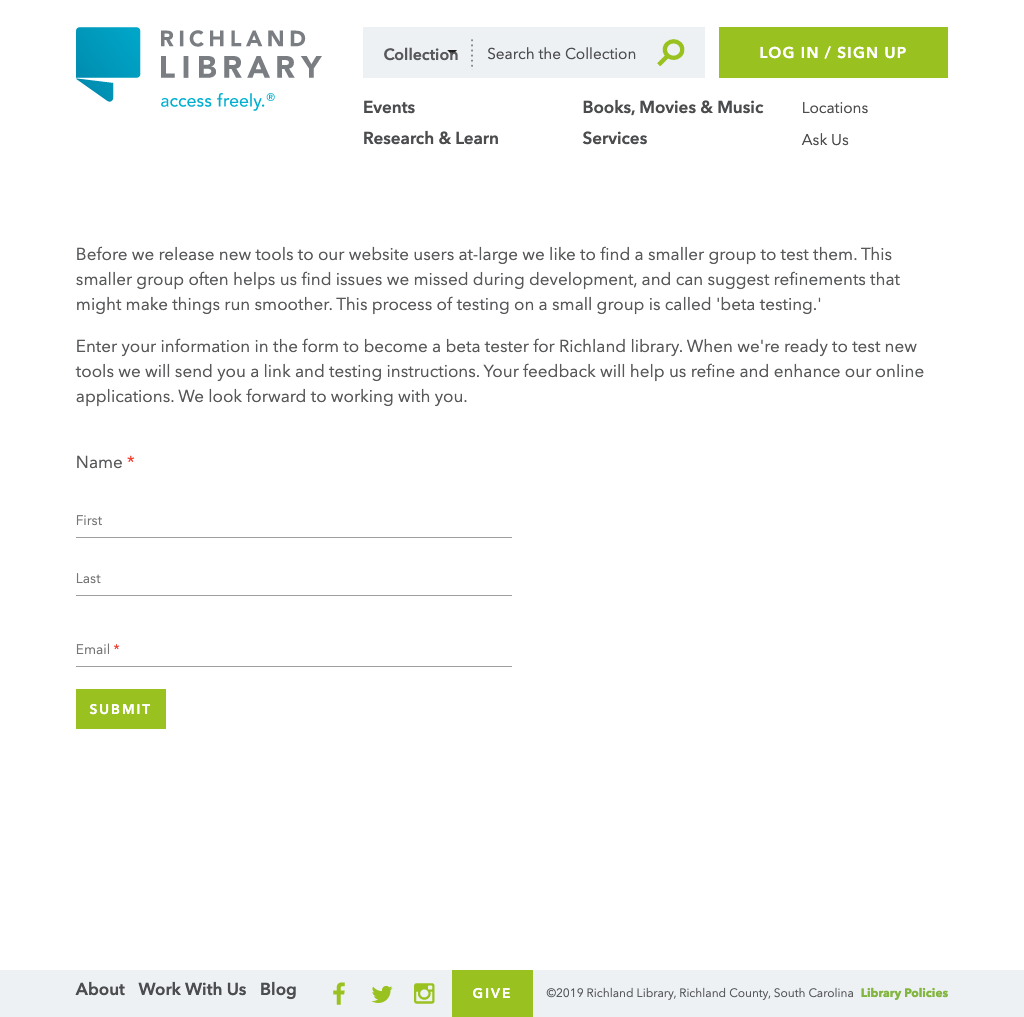 RICHLAND
LIBRARY
access freely.®
Collection
Search the Collection
LOG IN / SIGN UP
Events
Books, Movies & Music
Locations
Research & Learn
Services
Ask Us
Before we release new tools to our website users at-large we like to find a smaller group to test them. This
smaller group often helps us find issues we missed during development, and can suggest refinements that
might make things run smoother. This process of testing on a small group is called 'beta testing.'
Enter your information in the form to become a beta tester for Richland library. When we're ready to test new
tools we will send you a link and testing instructions. Your feedback will help us refine and enhance our online
applications. We look forward to working with you.
Name *
First
Last
Email *
SUBMIT
About
Work With Us
Blog
GIVE
©2019 Richland Library, Richland County, South Carolina
Library Policies